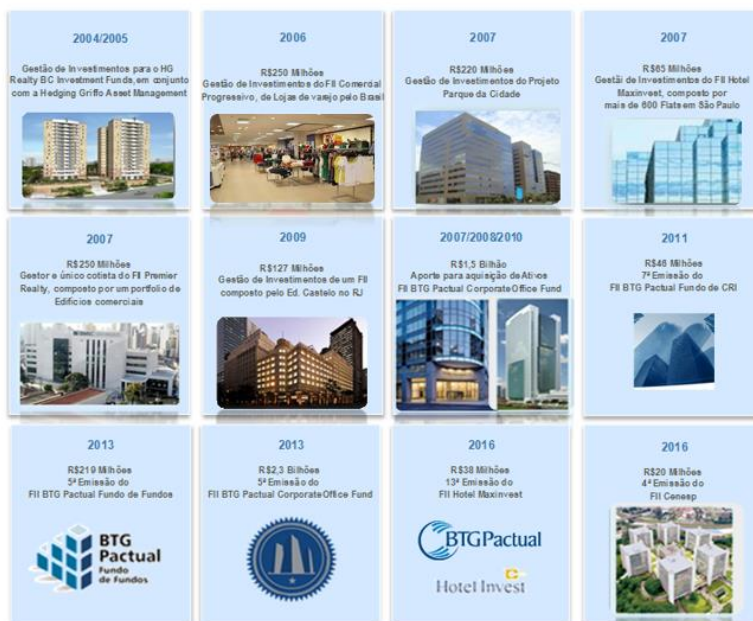 2004/2005
Gestão de Investimentos para o HG
Realty BC Investment Funds, em conjunto
com a Hedging Griffo Asset Management
2006
R$250 Milhões
Gestão de Investimentos do FII Comercial
Progressivo, de Lojas de varejo pelo Brasil
2007
R$220 Milhões
Gestão de Investimentos do Projeto
Parque da Cidade
2007
R$65 Milhões
Gestãi de Investimentos do FII Hotel
Maxinvest, composto por
mais de 600 Flats em São Paulo
2007
R$250 Milhões
Gestor e único cotista do FII Premier
Realty, composto por um portfolio de
Edifícios comerciais
2009
R$127 Milhões
Gestão de Investimentos de um FII
composto pelo Ed. Castelo no RJ
2007/2008/2010
R$1,5 Bilhão
Aporte para aquisição de Ativos
FII BTG Pactual Corporate Office Fund
2011
R$46 Milhões
7ª Emissão do
FII BTG Pactual Fundo de CRI
2013
R$219 Milhões
5ª Emissão do
FII BTG Pactual Fundo de Fundos
BTG
Pactual
Fundo
de Fundos
2013
R$2,3 Bilhões
5ª Emissão do
FII BTG Pactual Corporate Office Fund
2016
R$38 Milhões
13ª Emissão do
FII Hotel Maxinvest
BTGPactual
Hotel Invest
2016
R$20 Milhões
4ª Emissão do
FII Cenesp